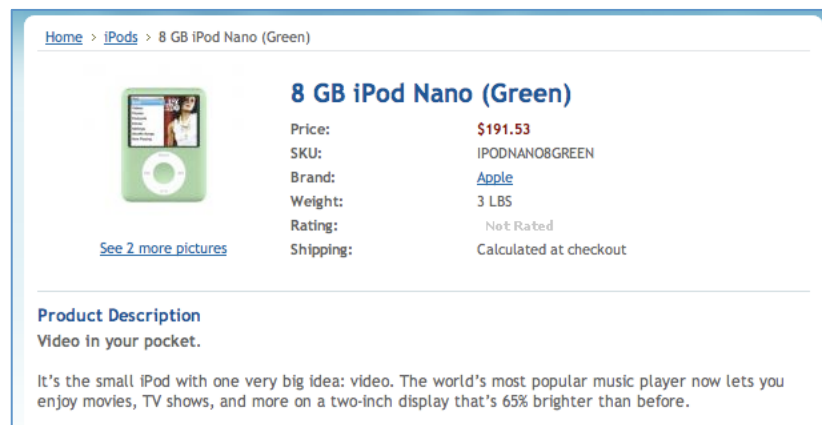 Home > iPods > 8 GB iPod Nano (Green)
8 GB iPod Nano (Green)
Price: $191.53
SKU: IPODNANO8GREEN
Brand: Apple
Weight: 3 LBS
Rating: Not Rated
See 2 more pictures
Shipping: Calculated at checkout
Product Description
Video in your pocket.
It's the small iPod with one very big idea: video. The world's most popular music player now lets you
enjoy movies, TV shows, and more on a two-inch display that's 65% brighter than before.